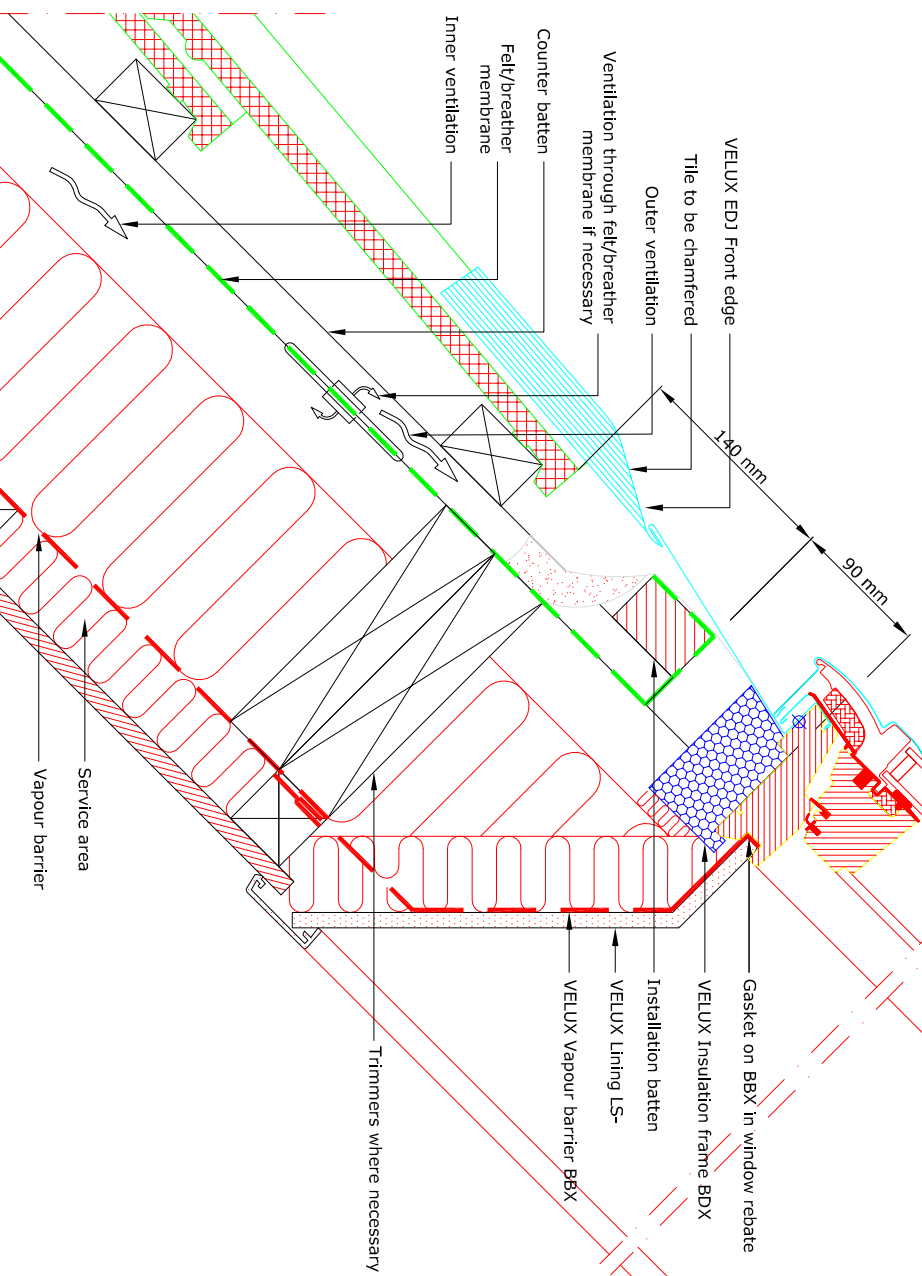 VELUX EDJ Front edge
Tile to be chamfered
Outer ventilation
Ventilation through felt/breather
membrane if necessary
Counter batten
Felt/breather
membrane
Inner ventilation
140 mm
90 mm
Gasket on BBX in window rebate
VELUX Insulation frame BDX
Installation batten
VELUX Lining LS-
VELUX Vapour barrier BBX
Trimmers where necessary
Service area
Vapour barrier